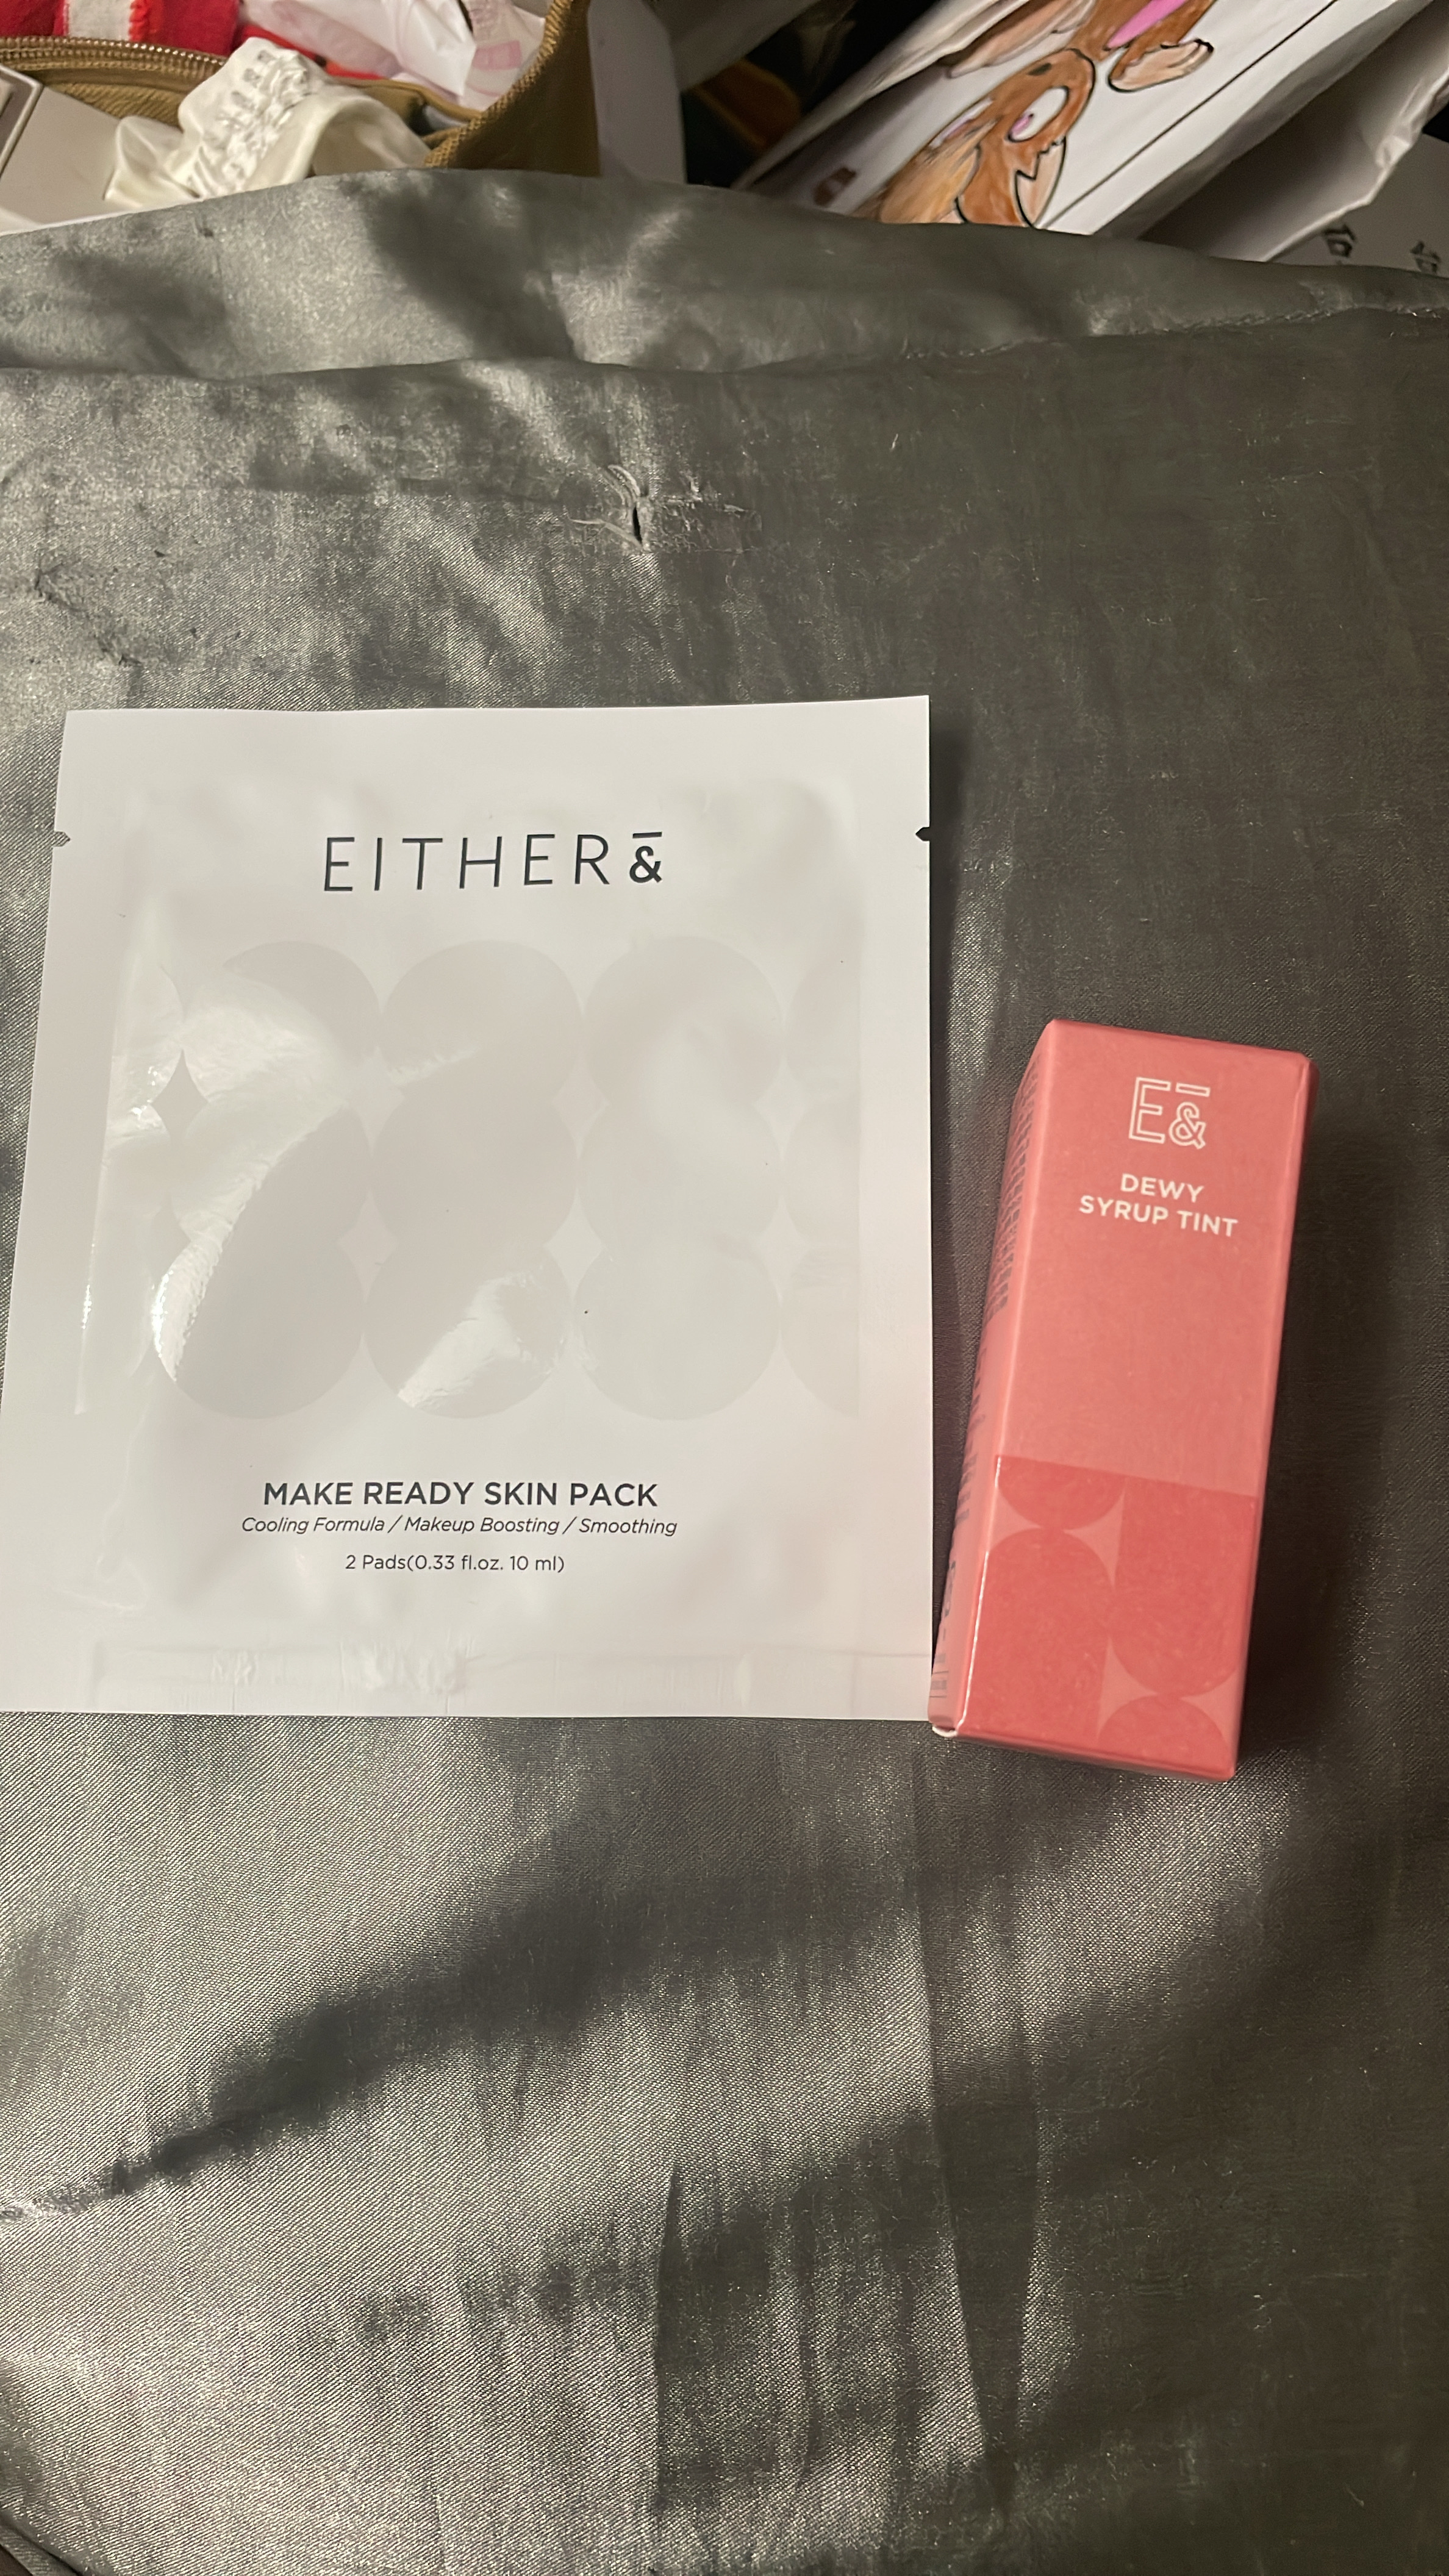 EITHER&
MAKE READY SKIN PACK
Cooling Formula / Makeup Boosting / Smoothing
2 Pads(0.33 fl.oz. 10 ml)
E&
DEWY
SYRUP TINT